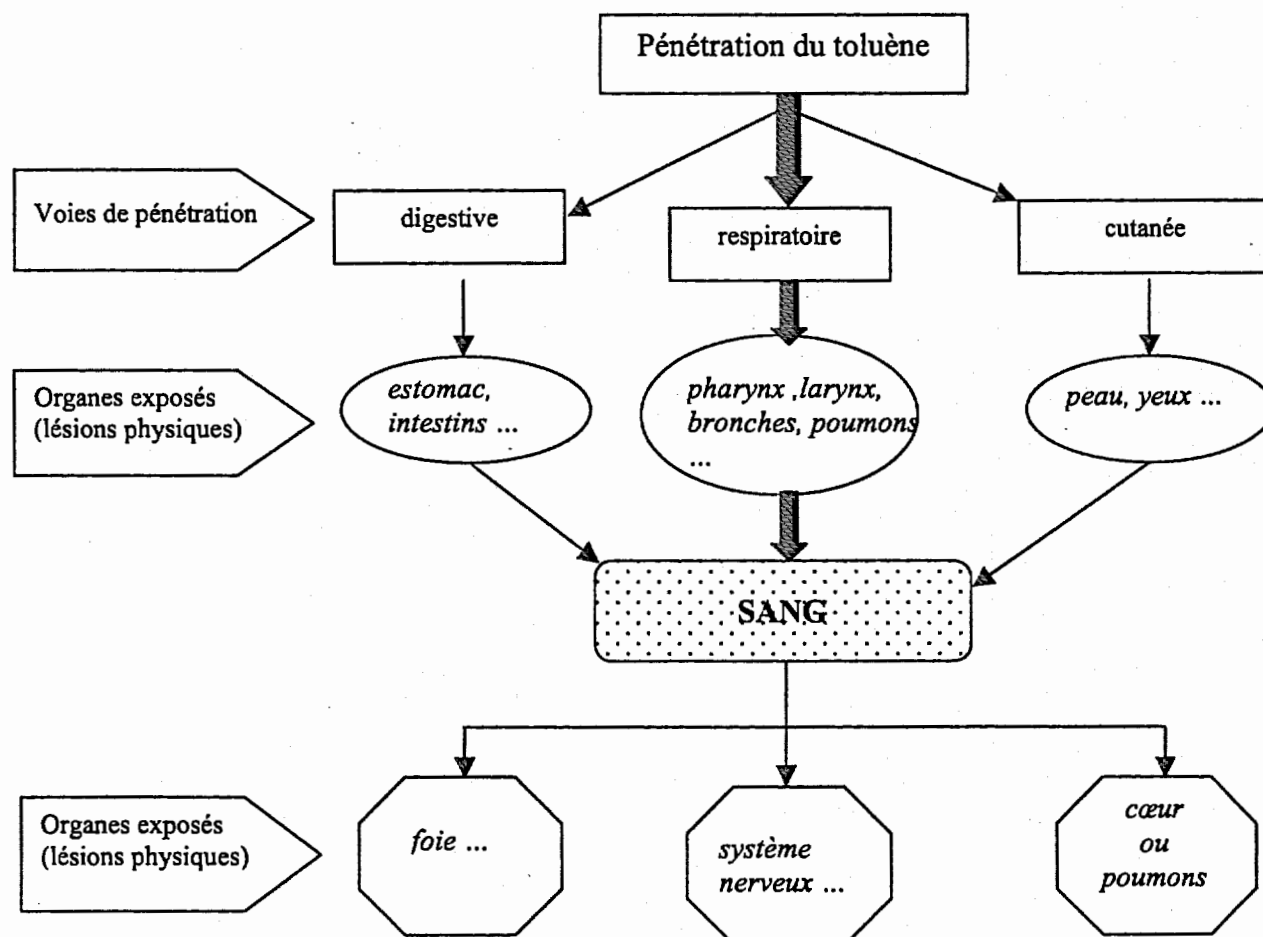 Pénétration du toluène
Voies de pénétration
digestive
respiratoire
cutanée
Organes exposés
(lésions physiques)
estomac,
intestins ...
pharynx ,larynx,
bronches, poumons
...
peau, yeux ...
SANG
Organes exposés
(lésions physiques)
foie ...
système
nerveux ...
cœur
ou
poumons